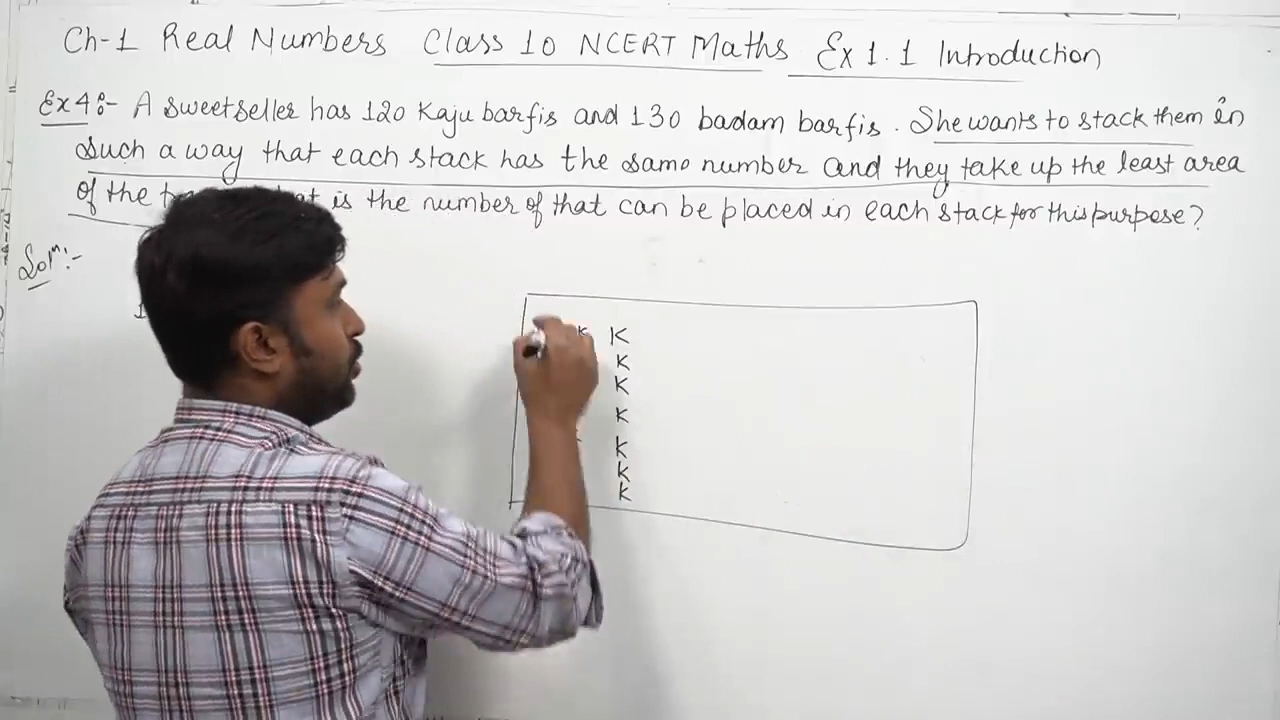 Ch-1 Real Numbers Class 10 NCERT Maths Ex 1.1 Introduction
Ex 4:- A sweetseller has 120 Kaju barfis and 130 badam barfis. She wants to stack them in
such a way that each stack has the same number and they take up the least area
of the is the number of that can be placed in each stack for this purpose?
Solⁿ:-
K K
K
K
K
K
K
K